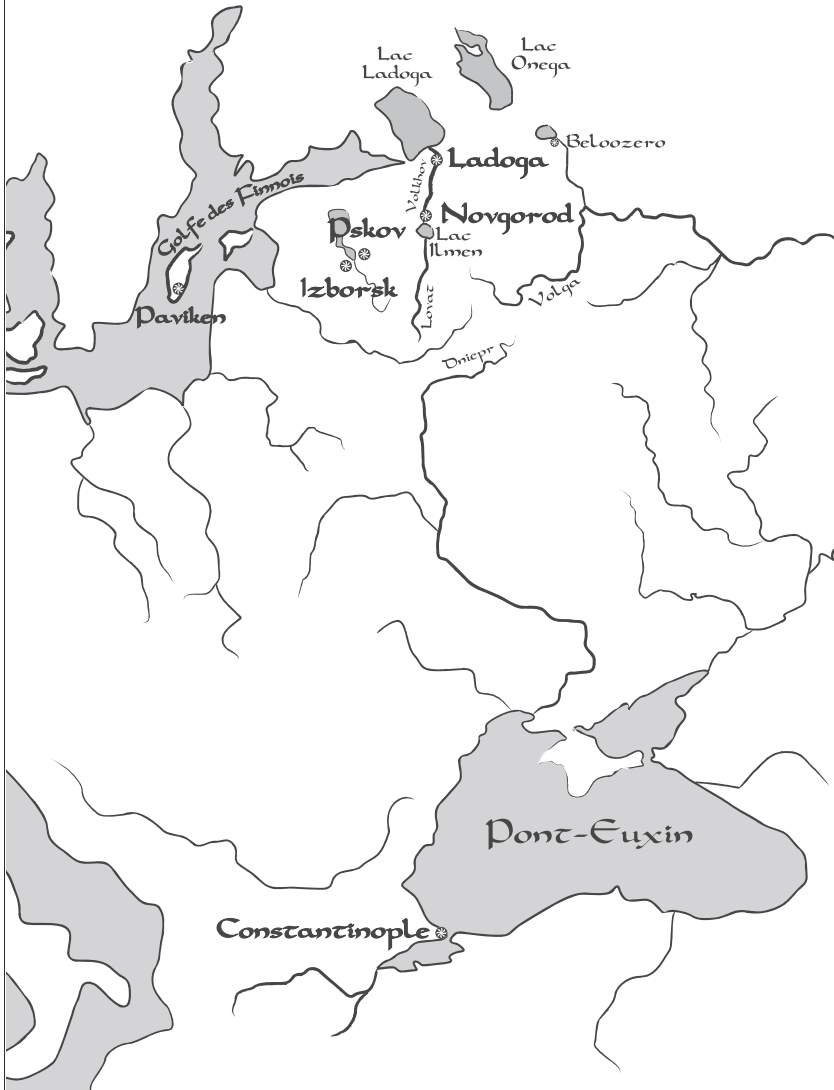 Lac
Ladoga
Lac
Onega
Beloozero
Ladoga
Volkhov
Golfe des Finnois
Novgorod
Pskov
Lac
Ilmen
Izborsk
Lovat
Volga
Paviken
Dniepr
Pont-Euxin
Constantinople